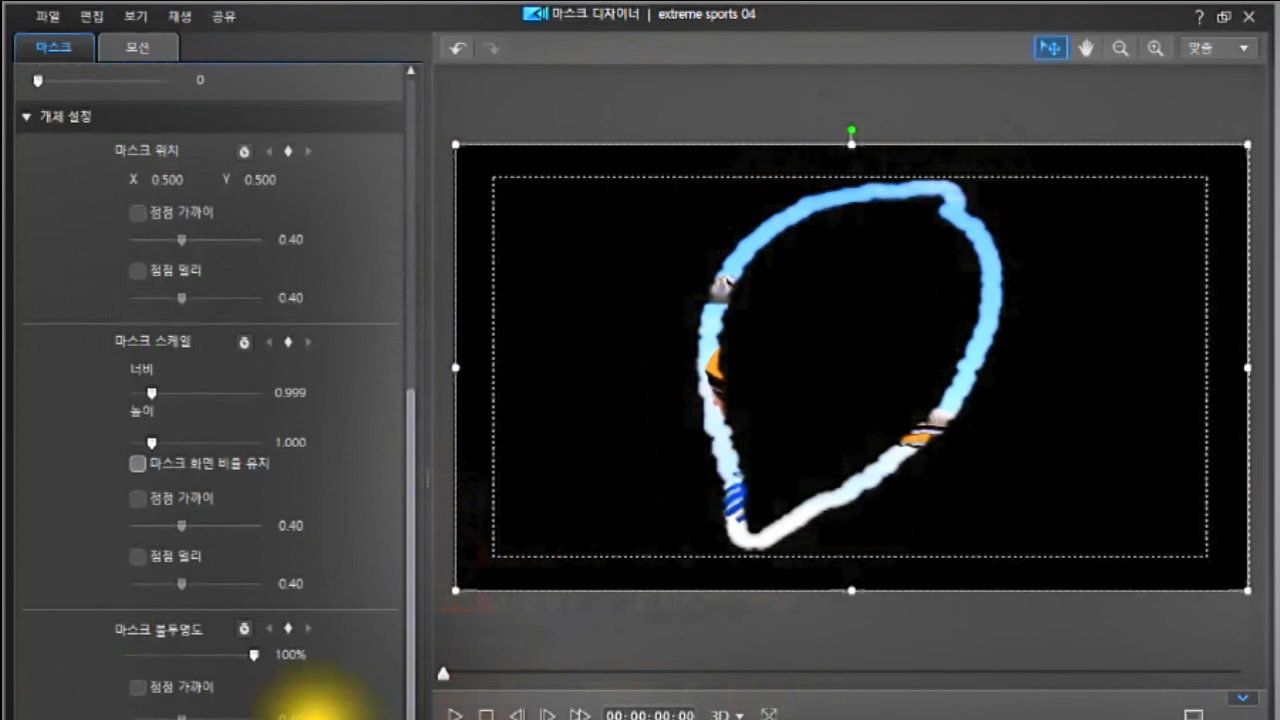 파일 편집 보기 재생 공유
마스크 디자이너 | extreme sports 04
?
마스크 모션
맞춤
0
개체 설정
마스크 위치
X 0.500 Y 0.500
점점 가까이
0.40
점점 멀리
0.40
마스크 스케일
너비
0.999
높이
1.000
마스크 화면 비율 유지
점점 가까이
0.40
점점 멀리
0.40
마스크 불투명도
100%
점점 가까이
00:00:00:00 3D